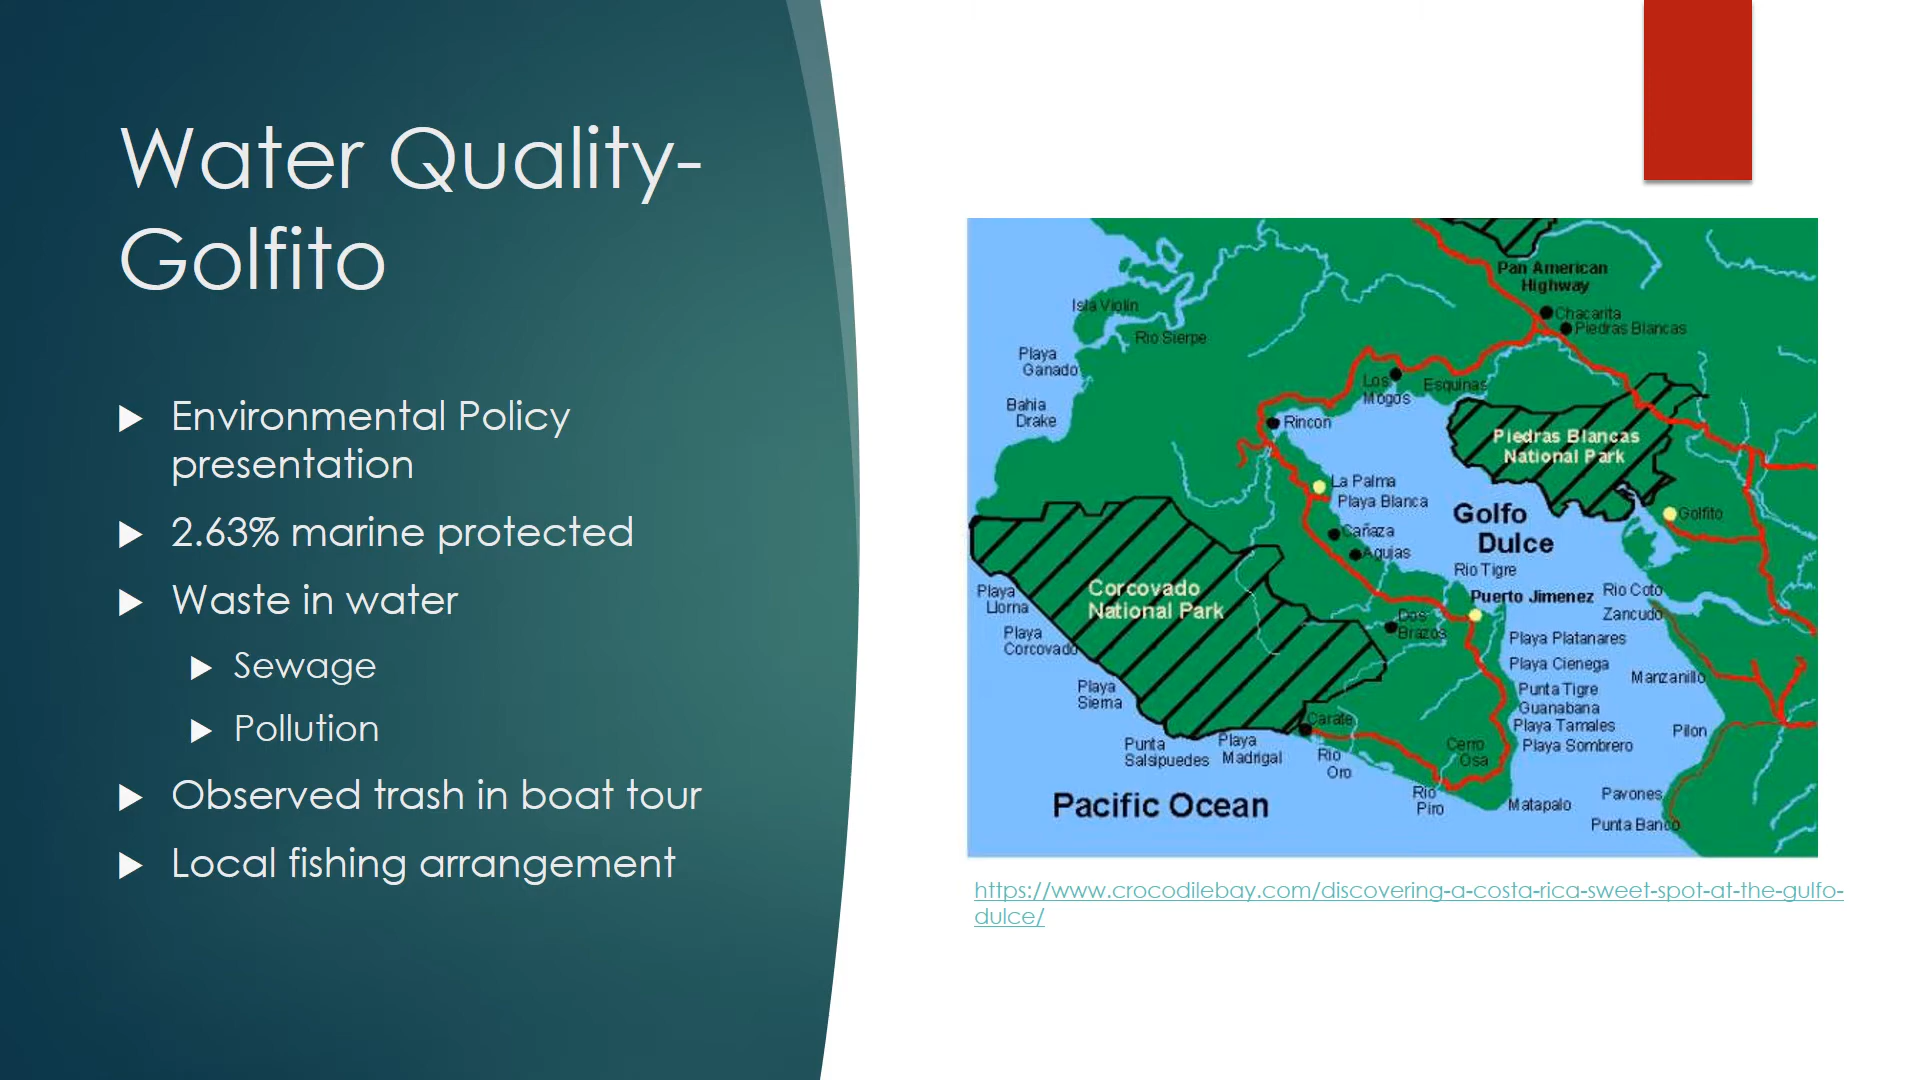 Water Quality-
Golfito
Environmental Policy
presentation
2.63% marine protected
Waste in water
Sewage
Pollution
Observed trash in boat tour
Local fishing arrangement
Pan American
Highway
Chacarita
Piedras Blancas
Isla Violin
Rio Sierpe
Playa
Ganado
Los
Mogos
Esquinas
Bahia
Drake
Rincon
Piedras Blancas
National Park
La Palma
Playa Blanca
Golfo
Dulce
Golfito
Cañaza
Agujas
Rio Tigre
Corcovado
National Park
Playa
Llorna
Puerto Jimenez
Rio Coto
Zancudo
Dos
Brazos
Playa
Corcovado
Playa Platanares
Playa Cienega
Manzanillo
Playa
Sierna
Punta Tigre
Guanabana
Playa Tamales
Playa Sombrero
Carate
Pilon
Punta
Salsipuedes
Playa
Madrigal
Rio
Oro
Cerro
Osa
Rio
Piro
Matapalo
Pavones
Punta Banco
Pacific Ocean
https://www.crocodilebay.com/discovering-a-costa-rica-sweet-spot-at-the-gulfo-
dulce/